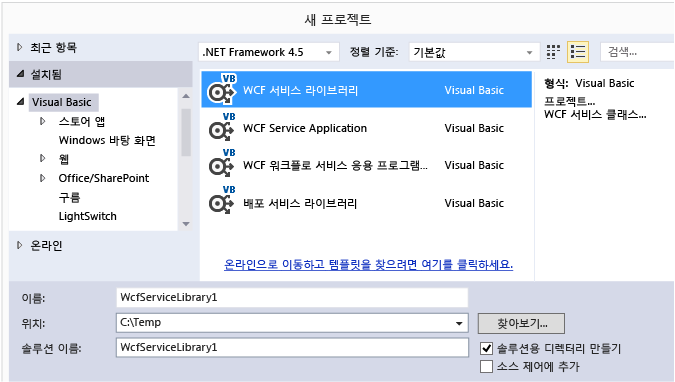 새 프로젝트
최근 항목
.NET Framework 4.5
정렬 기준:
기본값
검색...
설치됨
Visual Basic
스토어 앱
Windows 바탕 화면
웹
Office/SharePoint
구름
LightSwitch
온라인
VB
WCF 서비스 라이브러리
Visual Basic
VB
WCF Service Application
Visual Basic
VB
WCF 워크플로 서비스 응용 프로그램...
Visual Basic
VB
배포 서비스 라이브러리
Visual Basic
온라인으로 이동하고 템플릿을 찾으려면 여기를 클릭하세요.
형식: Visual Basic
프로젝트...
WCF 서비스 클래스...
이름:
WcfServiceLibrary1
위치:
C:\Temp
찾아보기...
솔루션 이름:
WcfServiceLibrary1
솔루션용 디렉터리 만들기
소스 제어에 추가